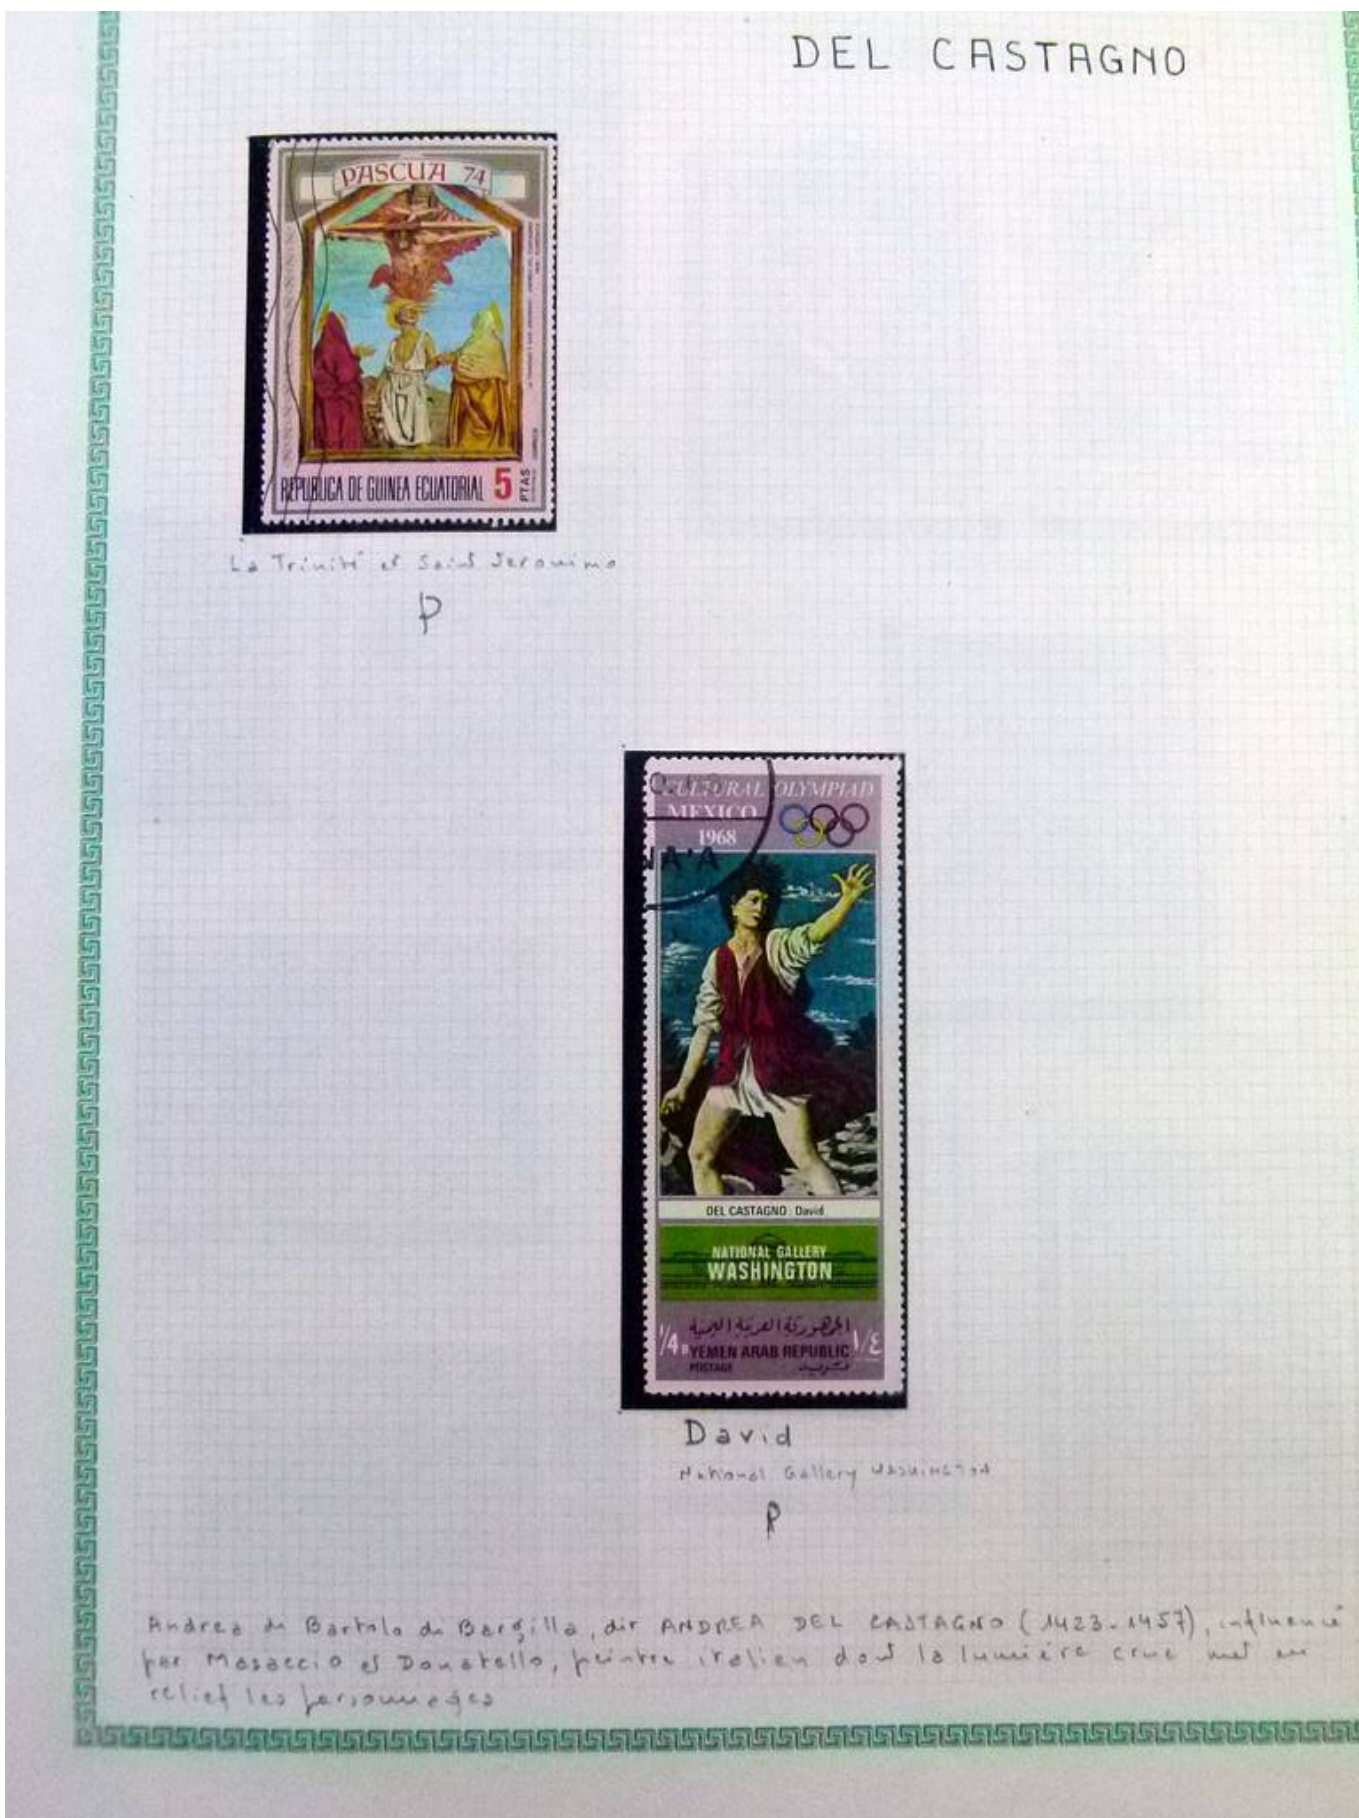 DEL CASTAGNO
PASCUA 74
REPUBLICA DE GUINEA ECUATORIAL 5 PTAS
La Trinité et Saint Jeronimo
P
CULTURAL OLYMPIAD
MEXICO
1968
NA'A
DEL CASTAGNO : David
NATIONAL GALLERY
WASHINGTON
الجمهورية العربية اليمنية
1/4 B YEMEN ARAB REPUBLIC ١/٤
POSTAGE
David
National Gallery WASHINGTON
P
Andrea di Bartolo di Bargilla, dit ANDREA DEL CASTAGNO (1423-1457), influencé
par Masaccio et Donatello, peintre italien dont la lumière crue met en
relief les personnages